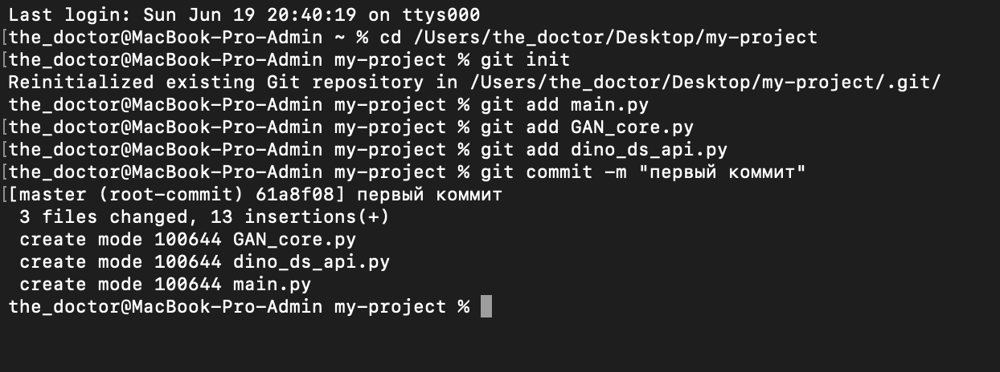 Last login: Sun Jun 19 20:40:19 on ttys000
[the_doctor@MacBook-Pro-Admin ~ % cd /Users/the_doctor/Desktop/my-project
[the_doctor@MacBook-Pro-Admin my-project % git init
Reinitialized existing Git repository in /Users/the_doctor/Desktop/my-project/.git/
the_doctor@MacBook-Pro-Admin my-project % git add main.py
[the_doctor@MacBook-Pro-Admin my-project % git add GAN_core.py
[the_doctor@MacBook-Pro-Admin my-project % git add dino_ds_api.py
[the_doctor@MacBook-Pro-Admin my-project % git commit -m "первый коммит"
[[master (root-commit) 61a8f08] первый коммит
3 files changed, 13 insertions(+)
create mode 100644 GAN_core.py
create mode 100644 dino_ds_api.py
create mode 100644 main.py
the_doctor@MacBook-Pro-Admin my-project %